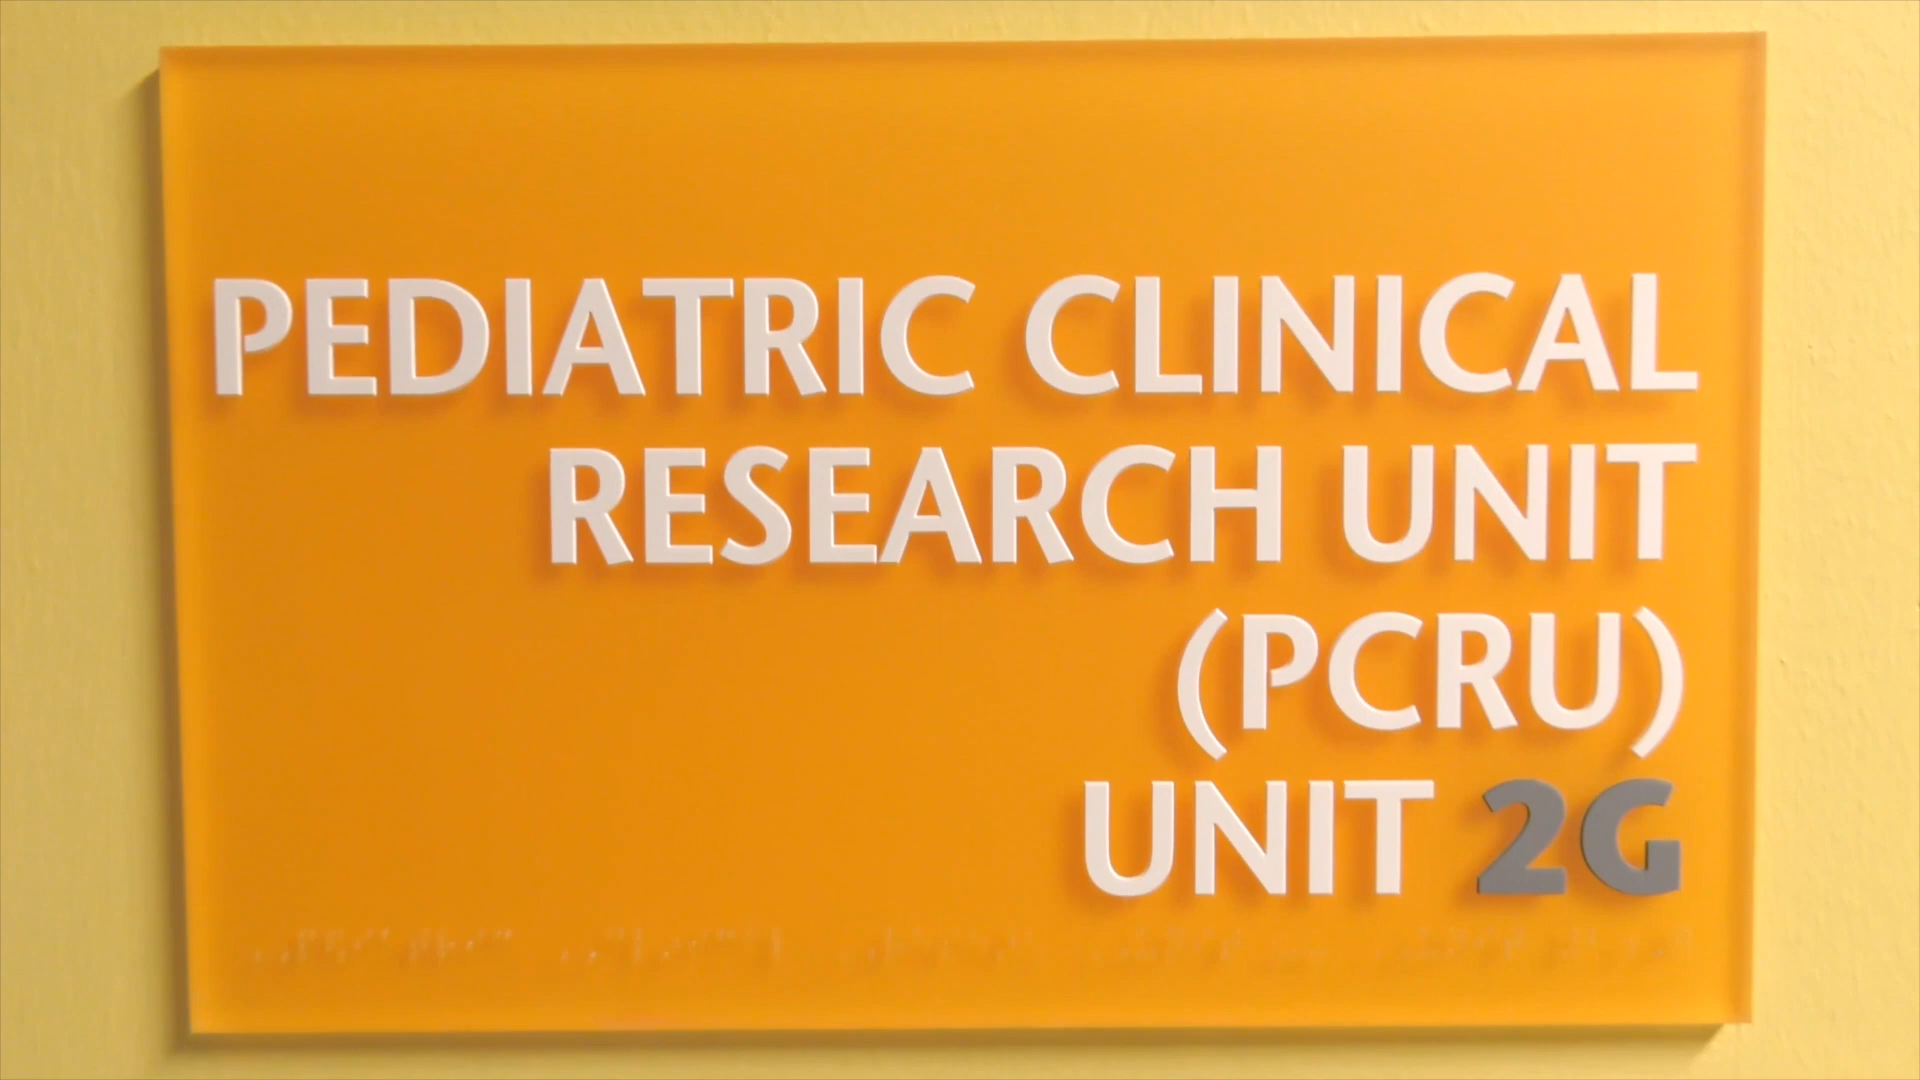 PEDIATRIC CLINICAL
RESEARCH UNIT
(PCRU)
UNIT 2G